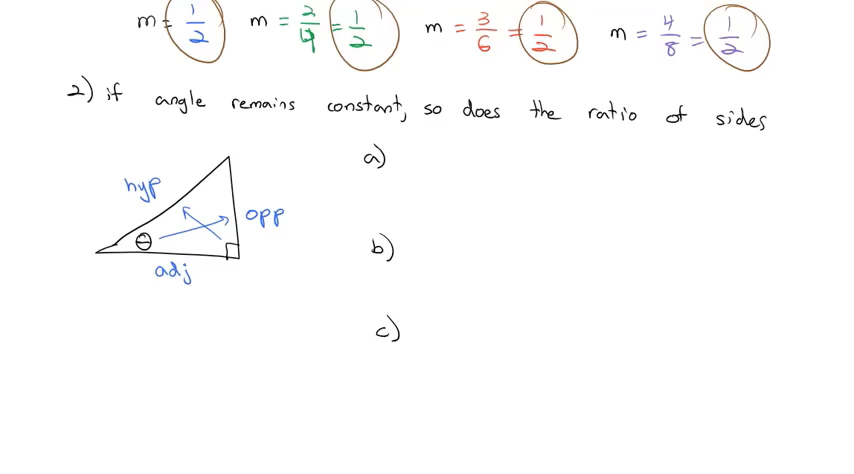 m = 1/2 m = 2/4 = 1/2 m = 3/6 = 1/2 m = 4/8 = 1/2
2) if angle remains constant, so does the ratio of sides
a)
hyp
opp
θ
b)
adj
c)